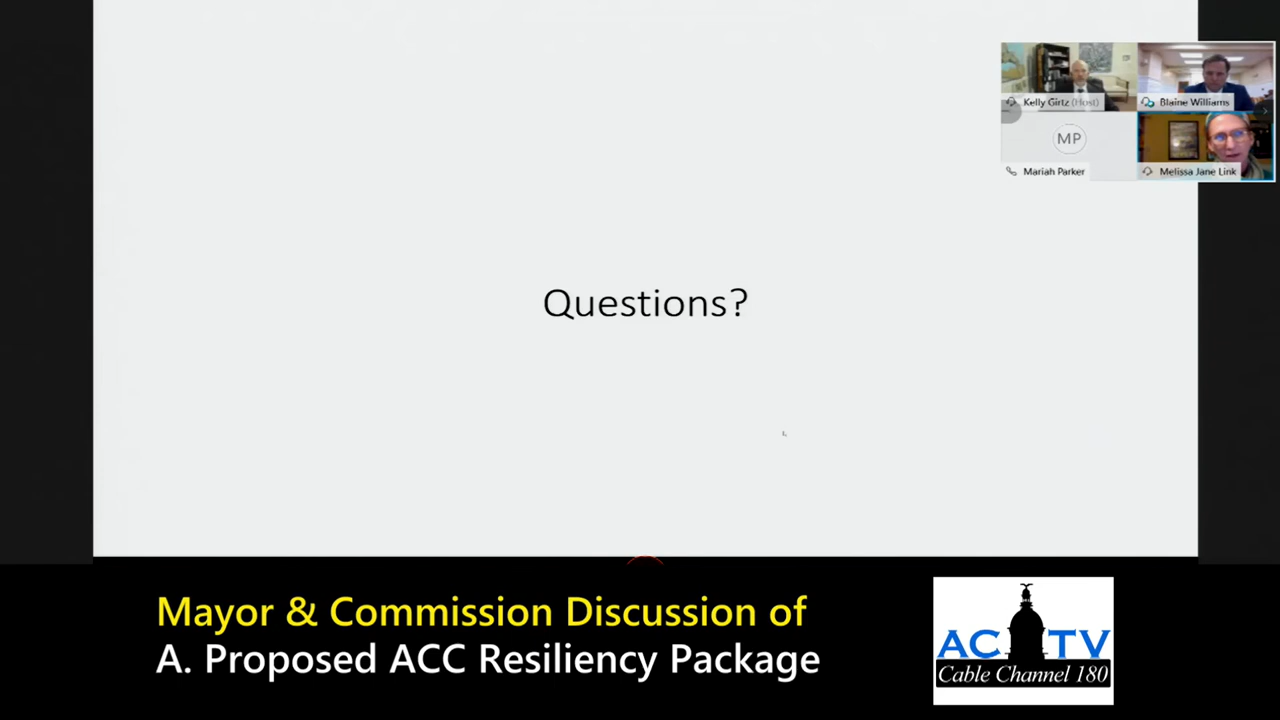 Kelly Girtz (Host)
Blaine Williams
MP
Mariah Parker
Melissa Jane Link
Questions?
Mayor & Commission Discussion of
A. Proposed ACC Resiliency Package
ACTV
Cable Channel 180